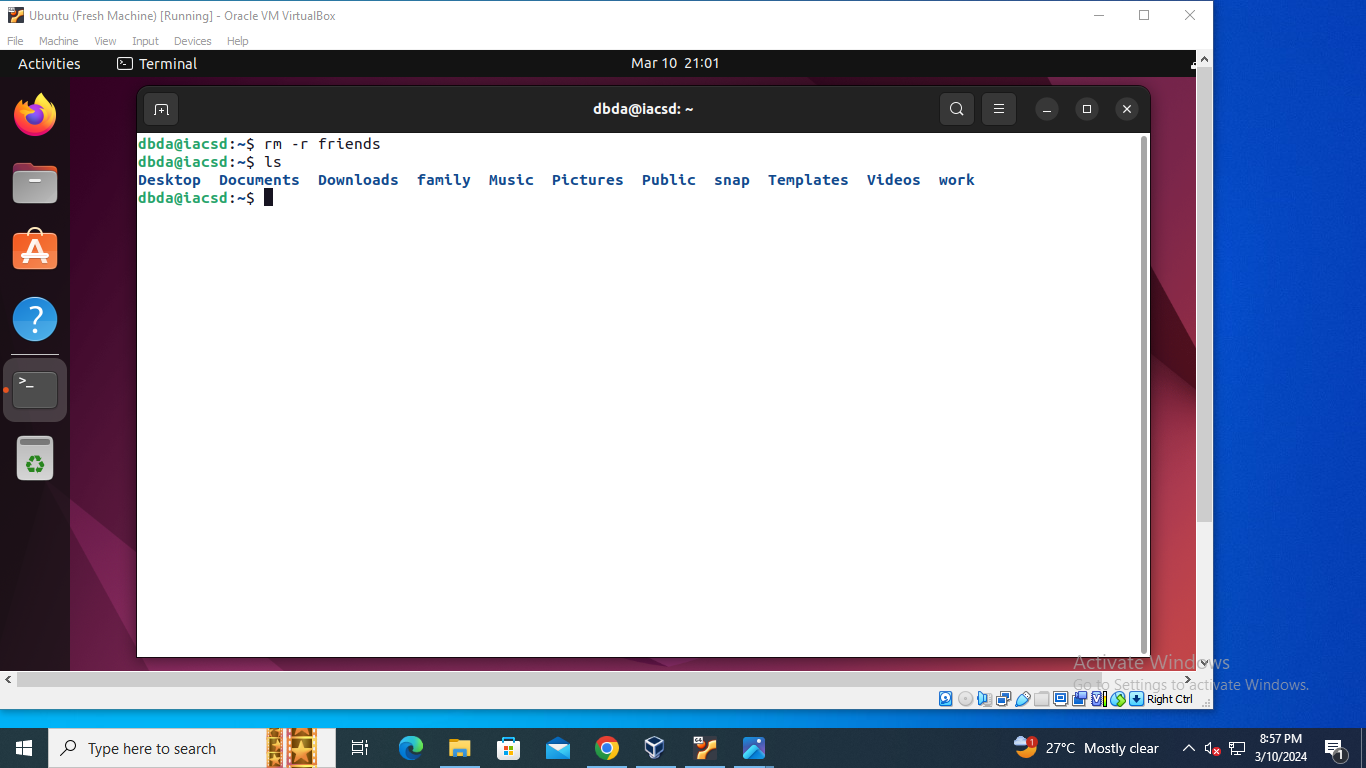 Ubuntu (Fresh Machine) [Running] - Oracle VM VirtualBox
File Machine View Input Devices Help
Activities Terminal Mar 10 21:01
dbda@iacsd: ~
dbda@iacsd:~$ rm -r friends
dbda@iacsd:~$ ls
Desktop Documents Downloads family Music Pictures Public snap Templates Videos work
dbda@iacsd:~$
Activate Windows
Go to Settings to activate Windows.
Right Ctrl
Type here to search
1
27°C Mostly clear
8:57 PM
3/10/2024
1